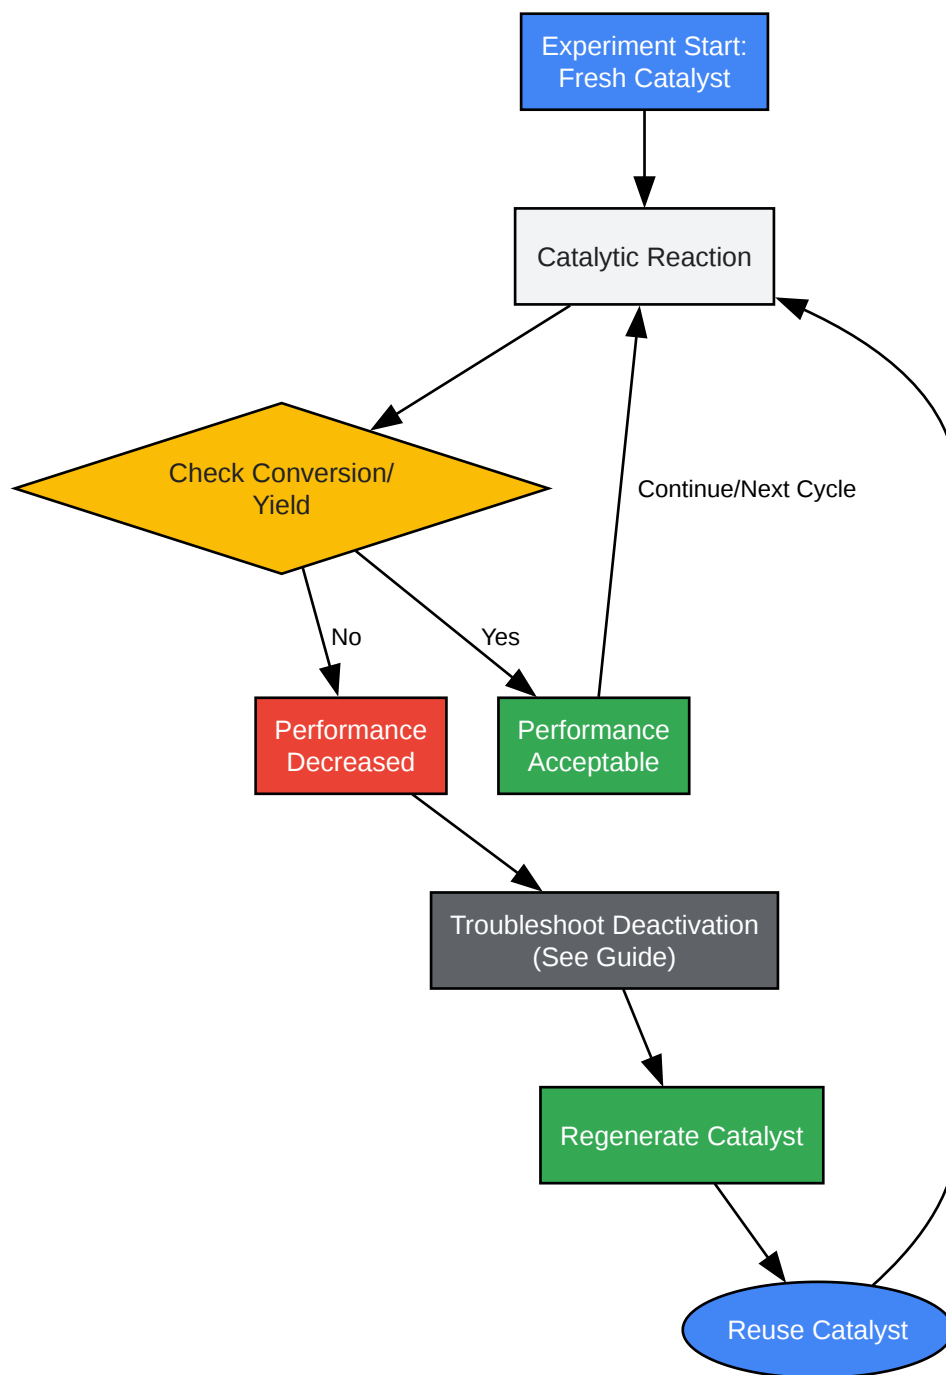 Experiment Start:
Fresh Catalyst
Catalytic Reaction
Check Conversion/
Yield
Continue/Next Cycle
No
Yes
Performance
Decreased
Performance
Acceptable
Troubleshoot Deactivation
(See Guide)
Regenerate Catalyst
Reuse Catalyst